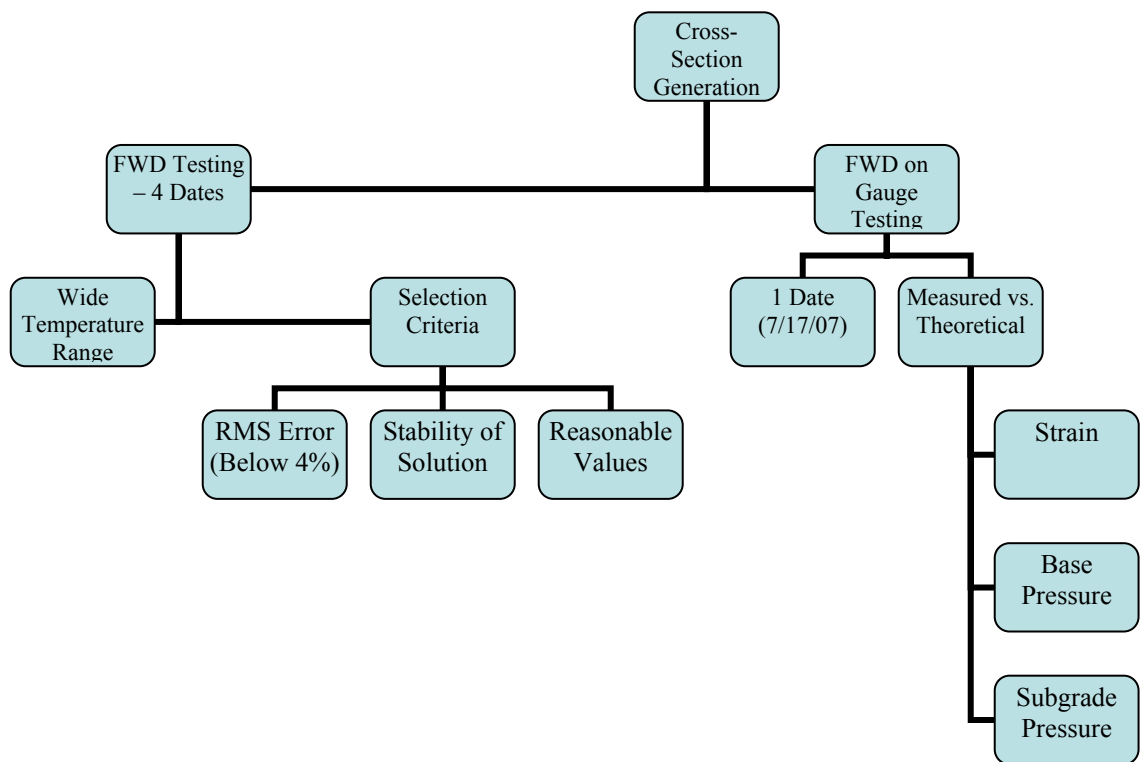 Cross-
Section
Generation
FWD Testing
– 4 Dates
FWD on
Gauge
Testing
Wide
Temperature
Range
Selection
Criteria
1 Date
(7/17/07)
Measured vs.
Theoretical
RMS Error
(Below 4%)
Stability of
Solution
Reasonable
Values
Strain
Base
Pressure
Subgrade
Pressure